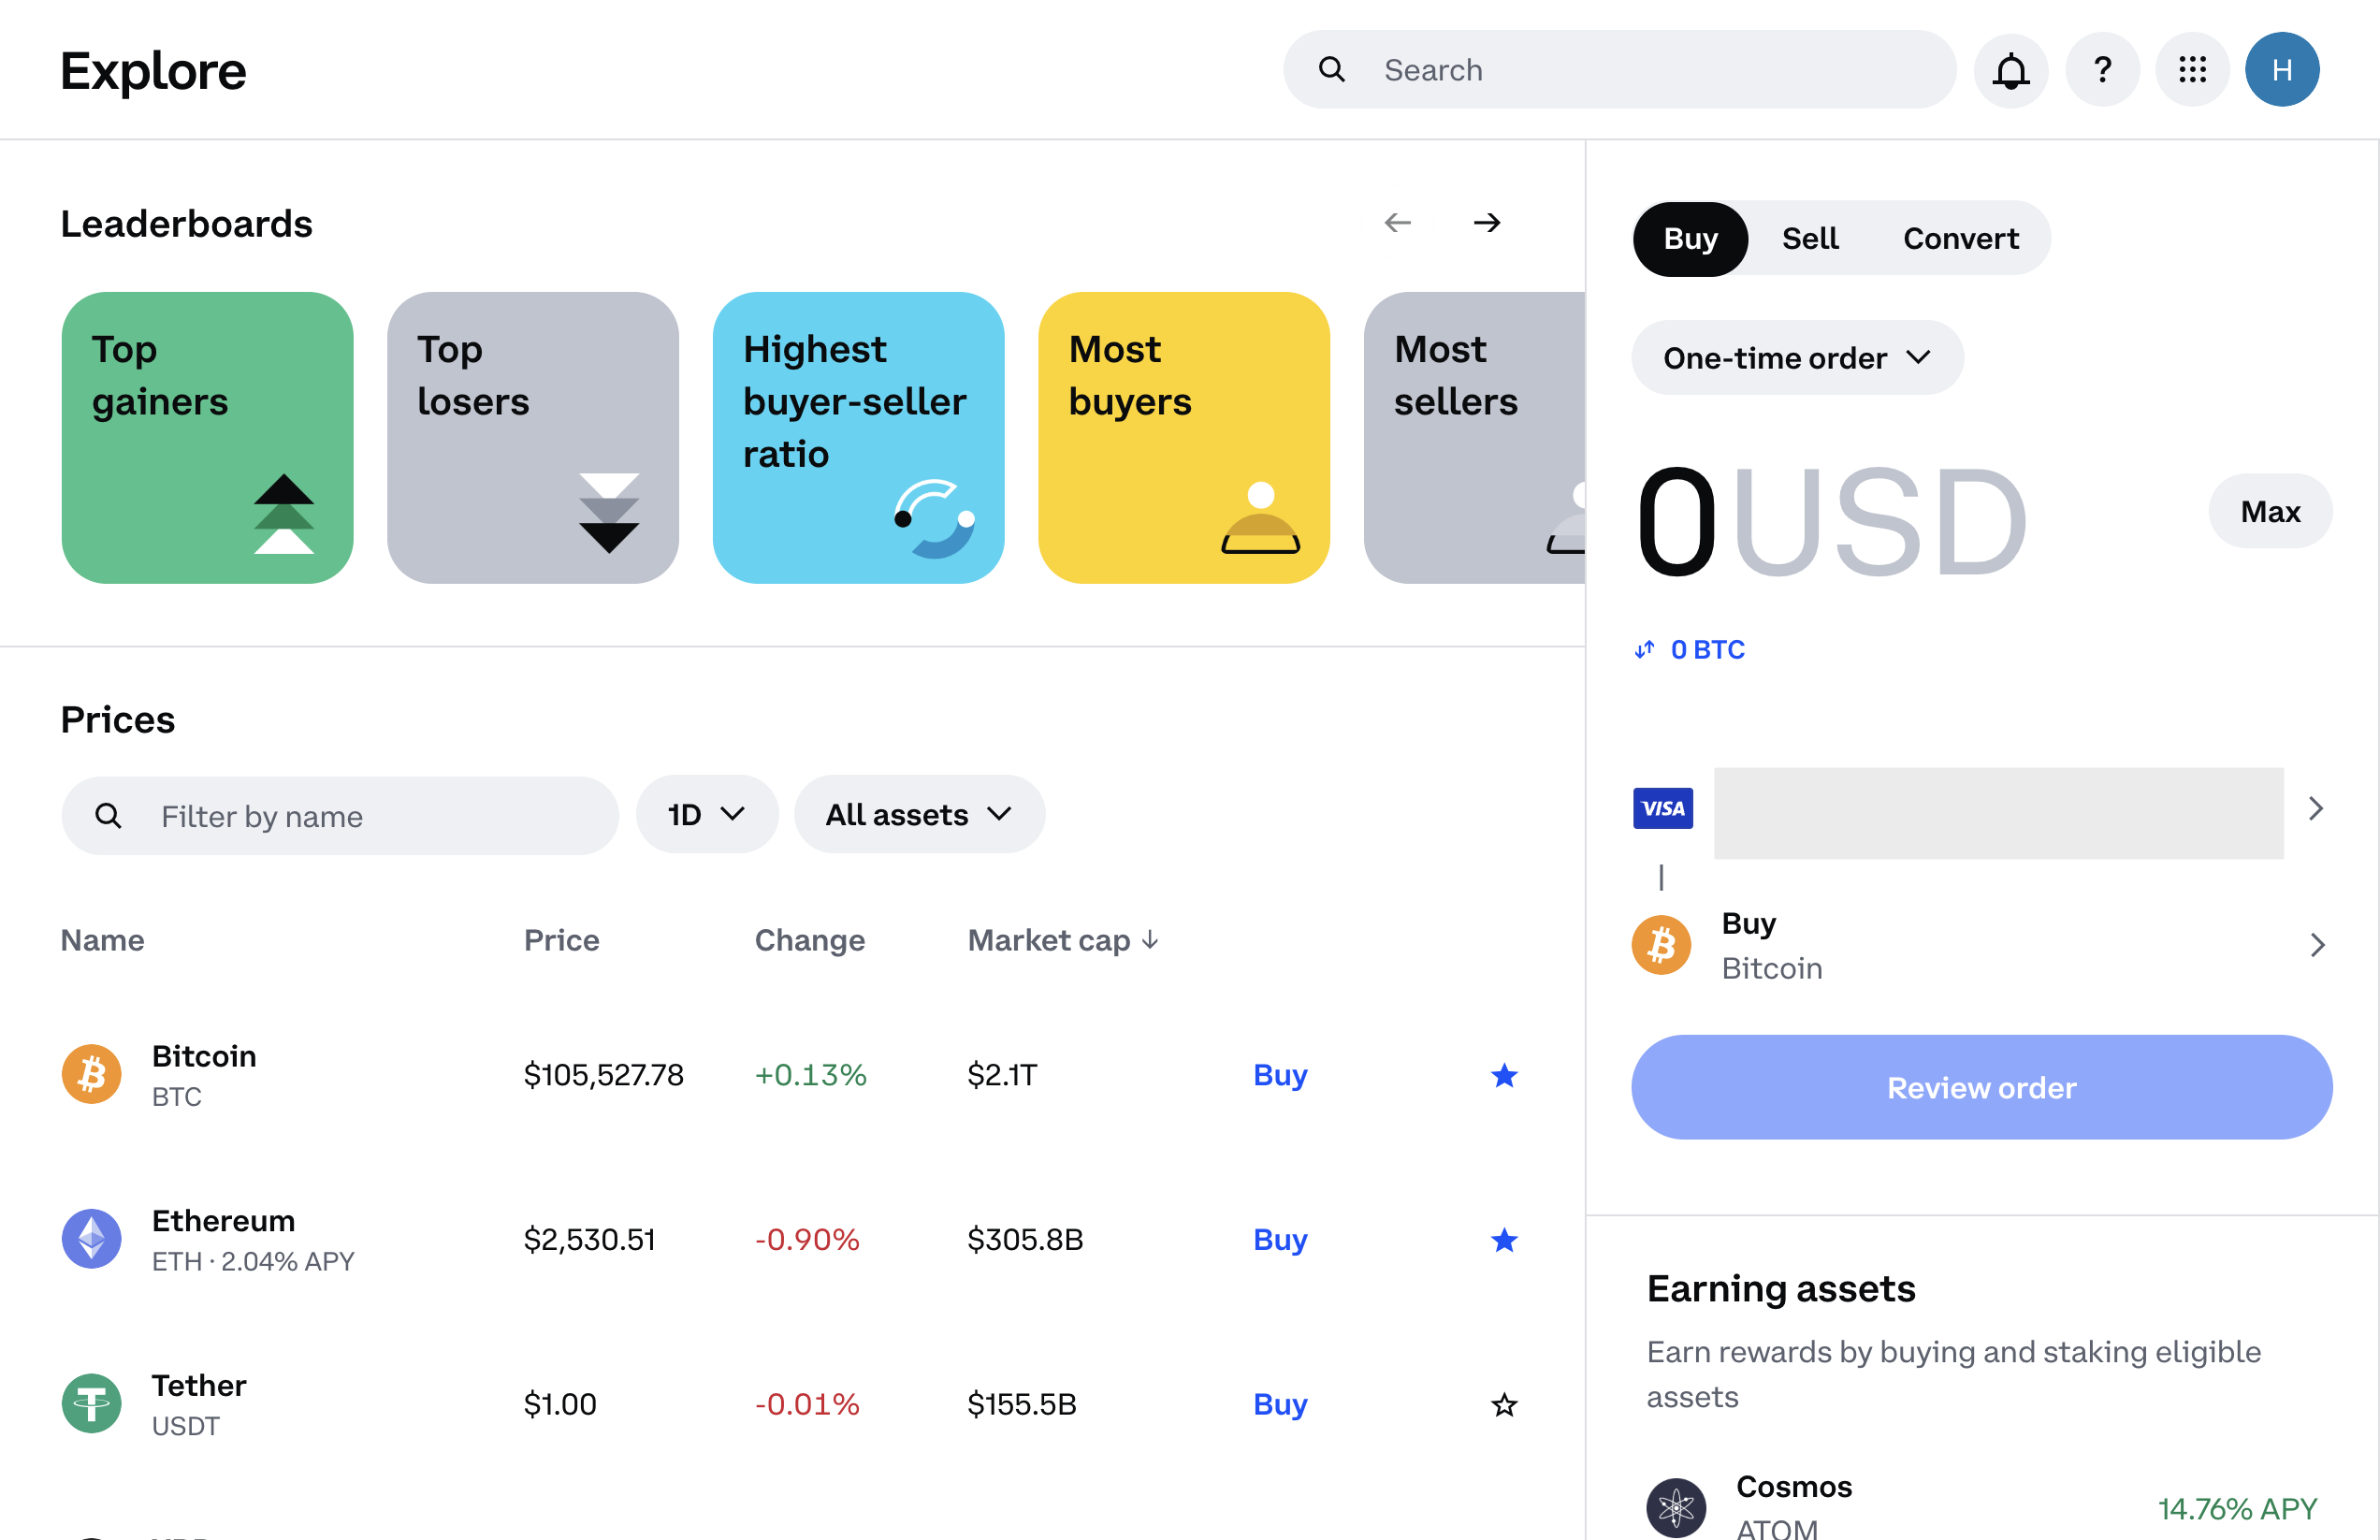 Explore
Search
?
H
Leaderboards
Top
gainers
Top
losers
Highest
buyer-seller
ratio
Most
buyers
Most
sellers
Prices
Filter by name
1D
All assets
Name Price Change Market cap
Bitcoin
BTC
$105,527.78 +0.13% $2.1T Buy
Ethereum
ETH · 2.04% APY
$2,530.51 -0.90% $305.8B Buy
Tether
USDT
$1.00 -0.01% $155.5B Buy
Buy Sell Convert
One-time order
0 USD
Max
0 BTC
VISA
Buy
Bitcoin
Review order
Earning assets
Earn rewards by buying and staking eligible
assets
Cosmos
ATOM
14.76% APY